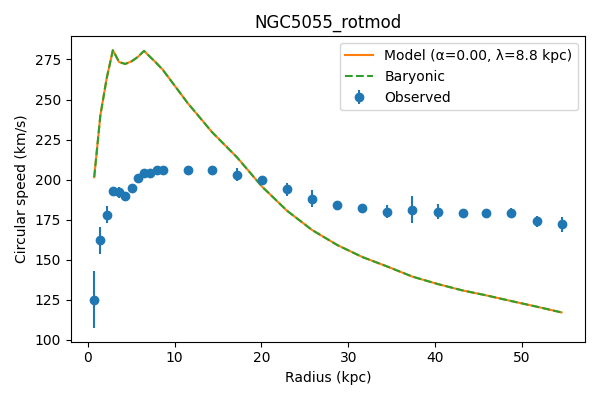 NGC5055_rotmod
Model (α=0.00, λ=8.8 kpc)
Baryonic
Observed
Circular speed (km/s)
275
250
225
200
175
150
125
100
0 10 20 30 40 50
Radius (kpc)